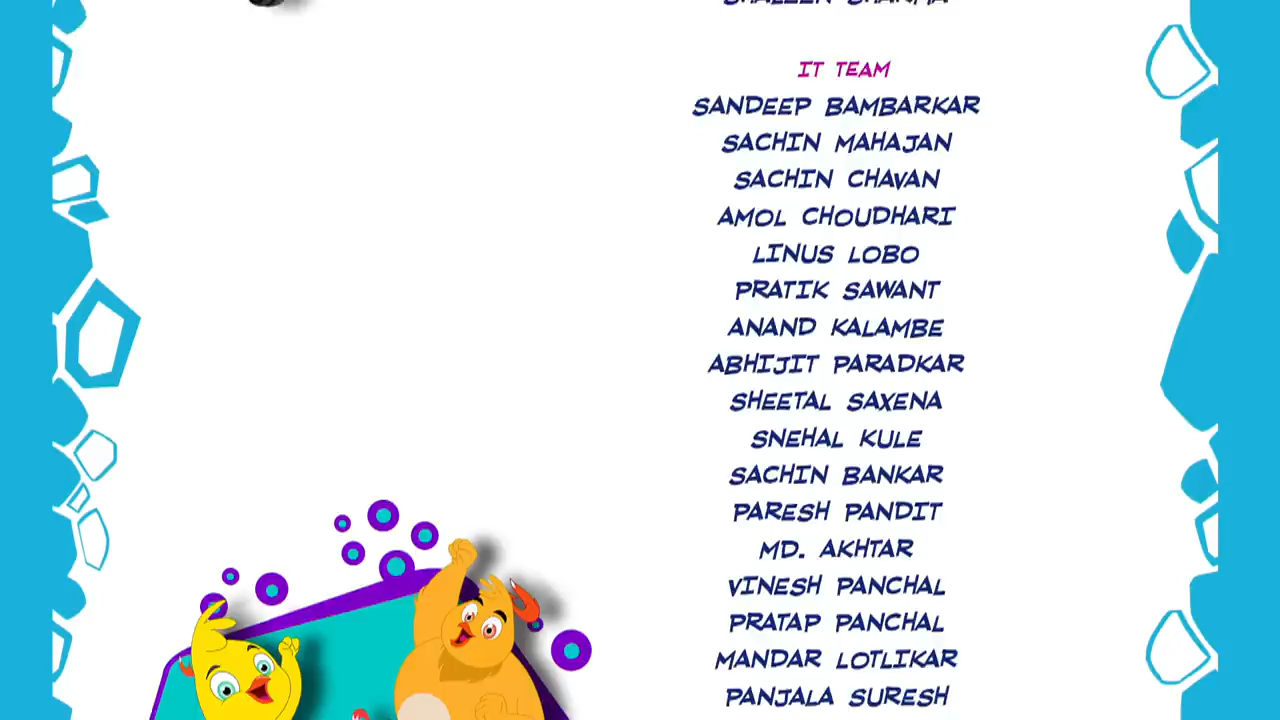 IT TEAM
SANDEEP BAMBARKAR
SACHIN MAHAJAN
SACHIN CHAVAN
AMOL CHOUDHARI
LINUS LOBO
PRATIK SAWANT
ANAND KALAMBE
ABHIJIT PARADKAR
SHEETAL SAXENA
SNEHAL KULE
SACHIN BANKAR
PARESH PANDIT
MD. AKHTAR
VINESH PANCHAL
PRATAP PANCHAL
MANDAR LOTLIKAR
PANJALA SURESH